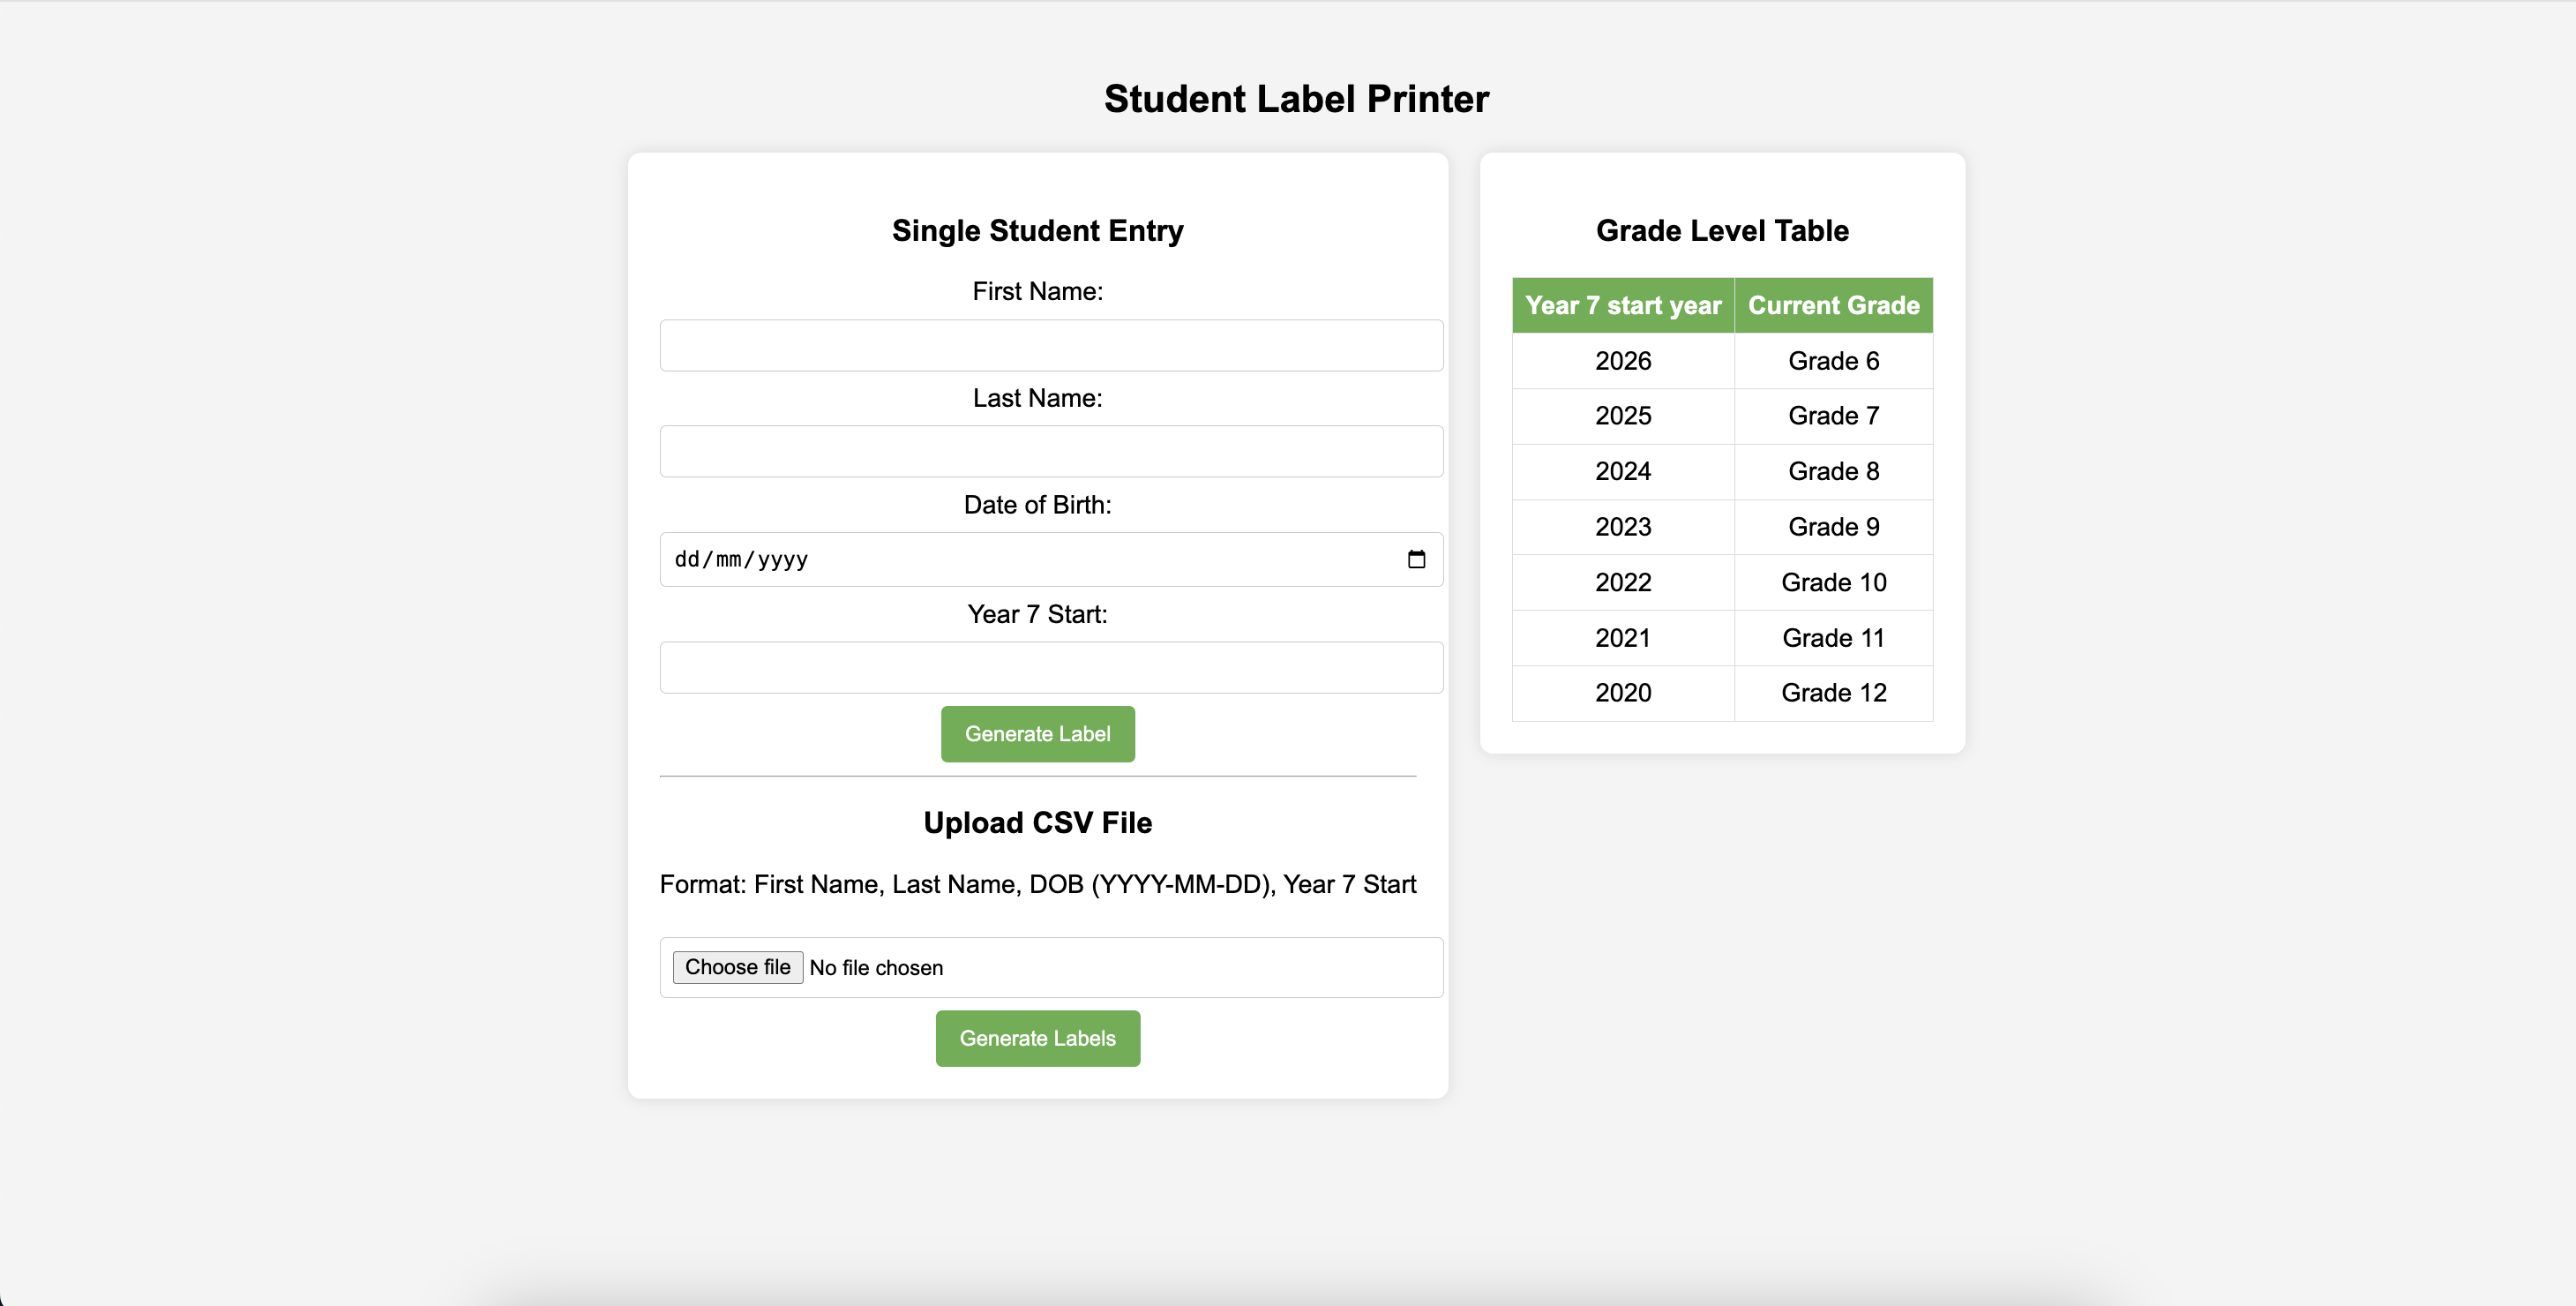 Student Label Printer
Single Student Entry
First Name:
Last Name:
Date of Birth:
dd/mm/yyyy
Year 7 Start:
Generate Label
Upload CSV File
Format: First Name, Last Name, DOB (YYYY-MM-DD), Year 7 Start
Choose file No file chosen
Generate Labels
Grade Level Table
Year 7 start year Current Grade
2026 Grade 6
2025 Grade 7
2024 Grade 8
2023 Grade 9
2022 Grade 10
2021 Grade 11
2020 Grade 12